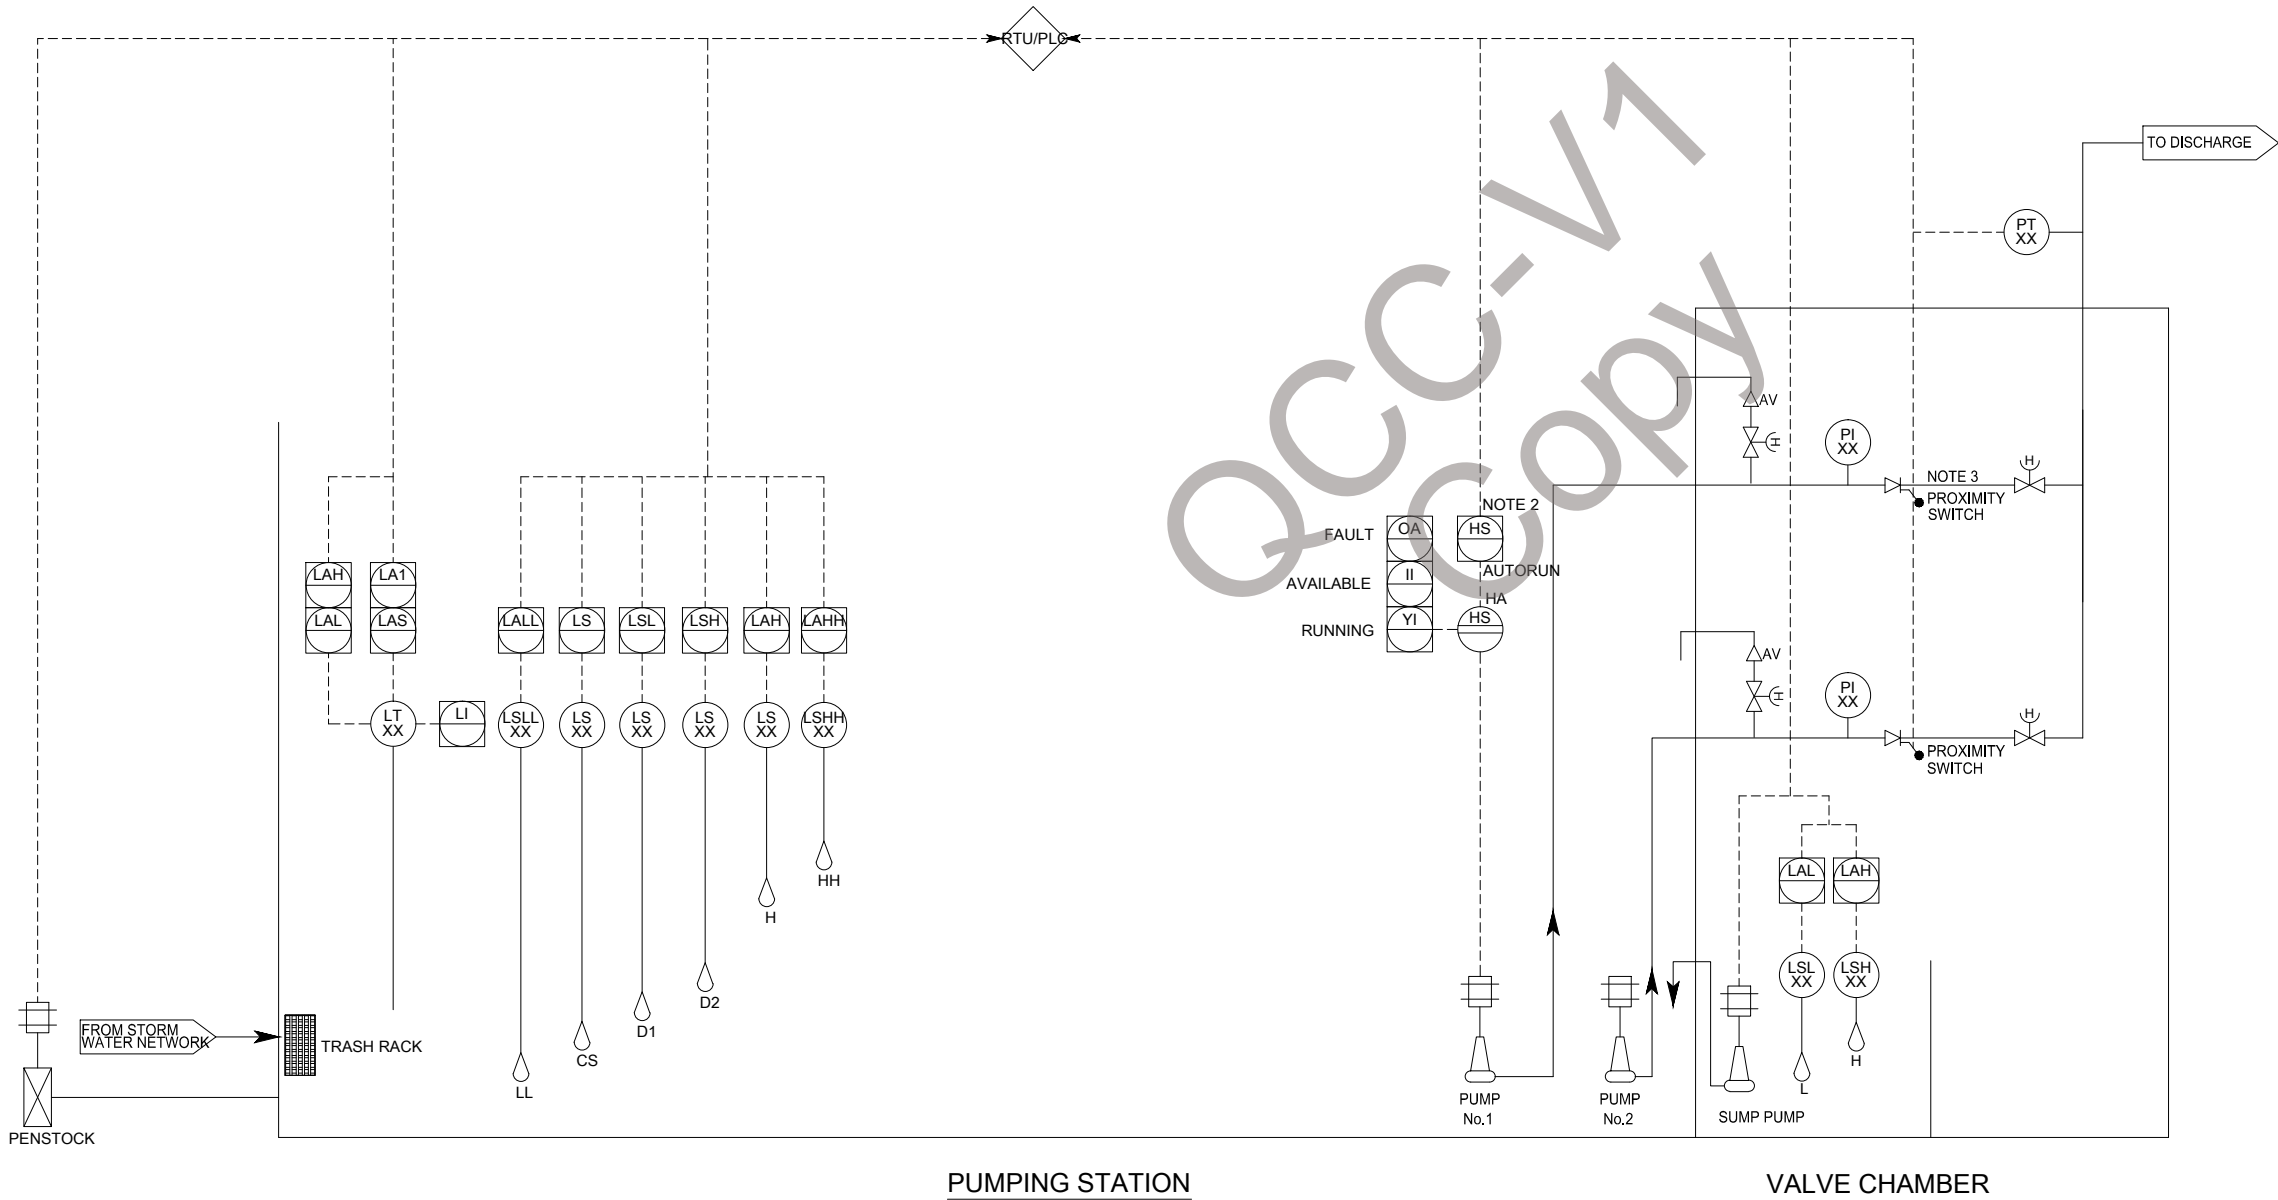 RTU/PLC
TO DISCHARGE
PT
XX
QCC-V1
Copy
AV
H
PI
XX
NOTE 3
PROXIMITY
SWITCH
H
NOTE 2
FAULT
OA
HS
AUTORUN
AVAILABLE
II
HA
RUNNING
YI
HS
LAH
LA1
LAL
LAS
LALL
LS
LSL
LSH
LAH
LAHH
LT
XX
LI
LSLL
XX
LS
XX
LS
XX
LS
XX
LS
XX
LSHH
XX
AV
H
PI
XX
H
PROXIMITY
SWITCH
HH
H
D2
D1
CS
LL
LAL
LAH
LSL
XX
LSH
XX
H
L
FROM STORM
WATER NETWORK
TRASH RACK
PENSTOCK
PUMP
No.1
PUMP
No.2
SUMP PUMP
PUMPING STATION
VALVE CHAMBER